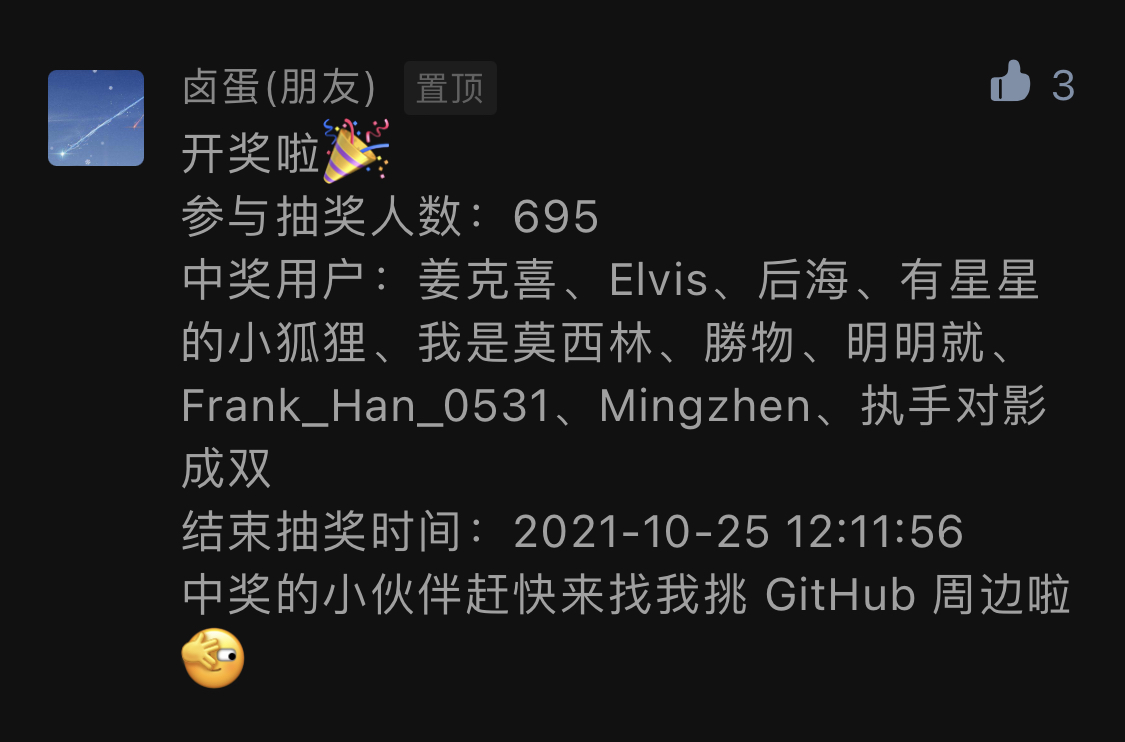 卤蛋(朋友) 置顶 3
开奖啦🎉
参与抽奖人数：695
中奖用户：姜克喜、Elvis、后海、有星星
的小狐狸、我是莫西林、勝物、明明就、
Frank_Han_0531、Mingzhen、执手对影
成双
结束抽奖时间：2021-10-25 12:11:56
中奖的小伙伴赶快来找我挑 GitHub 周边啦